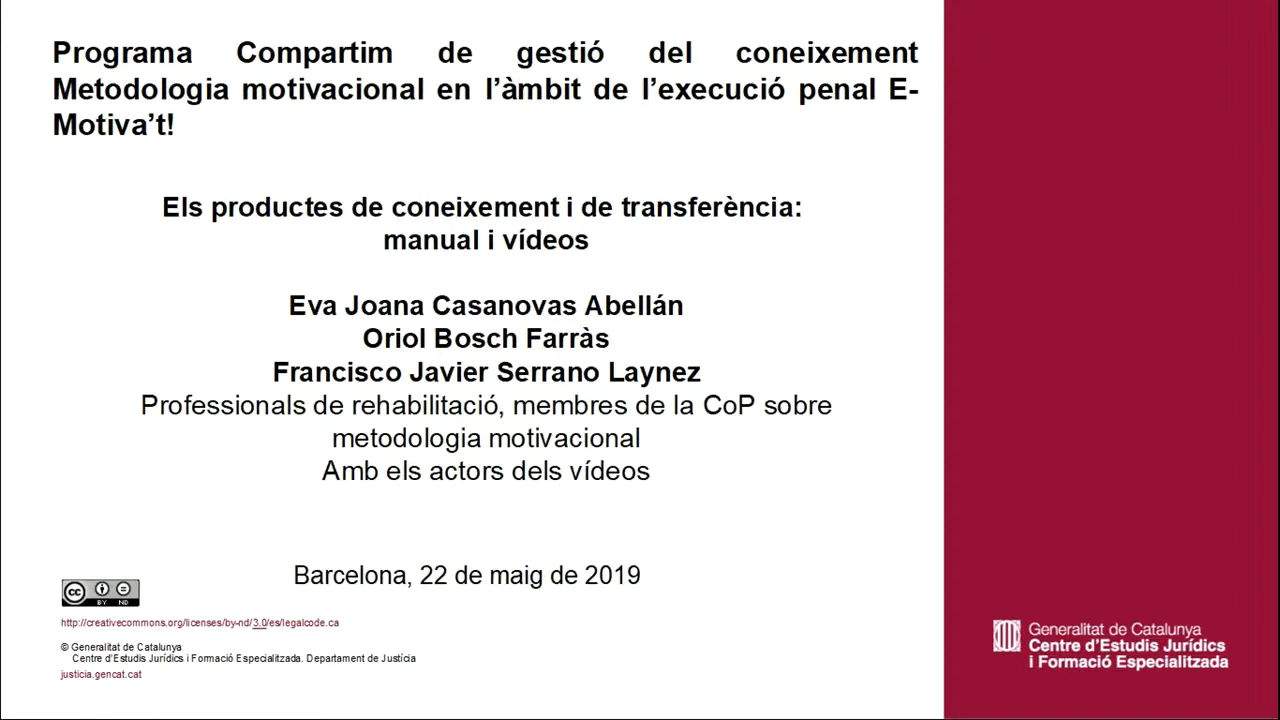 Programa Compartim de gestió del coneixement
Metodologia motivacional en l’àmbit de l’execució penal E-
Motiva’t!
Els productes de coneixement i de transferència:
manual i vídeos
Eva Joana Casanovas Abellán
Oriol Bosch Farràs
Francisco Javier Serrano Laynez
Professionals de rehabilitació, membres de la CoP sobre
metodologia motivacional
Amb els actors dels vídeos
Barcelona, 22 de maig de 2019
cc BY ND
http://creativecommons.org/licenses/by-nd/3.0/es/legalcode.ca
© Generalitat de Catalunya
Centre d’Estudis Jurídics i Formació Especialitzada. Departament de Justícia
justicia.gencat.cat
Generalitat de Catalunya
Centre d’Estudis Jurídics
i Formació Especialitzada